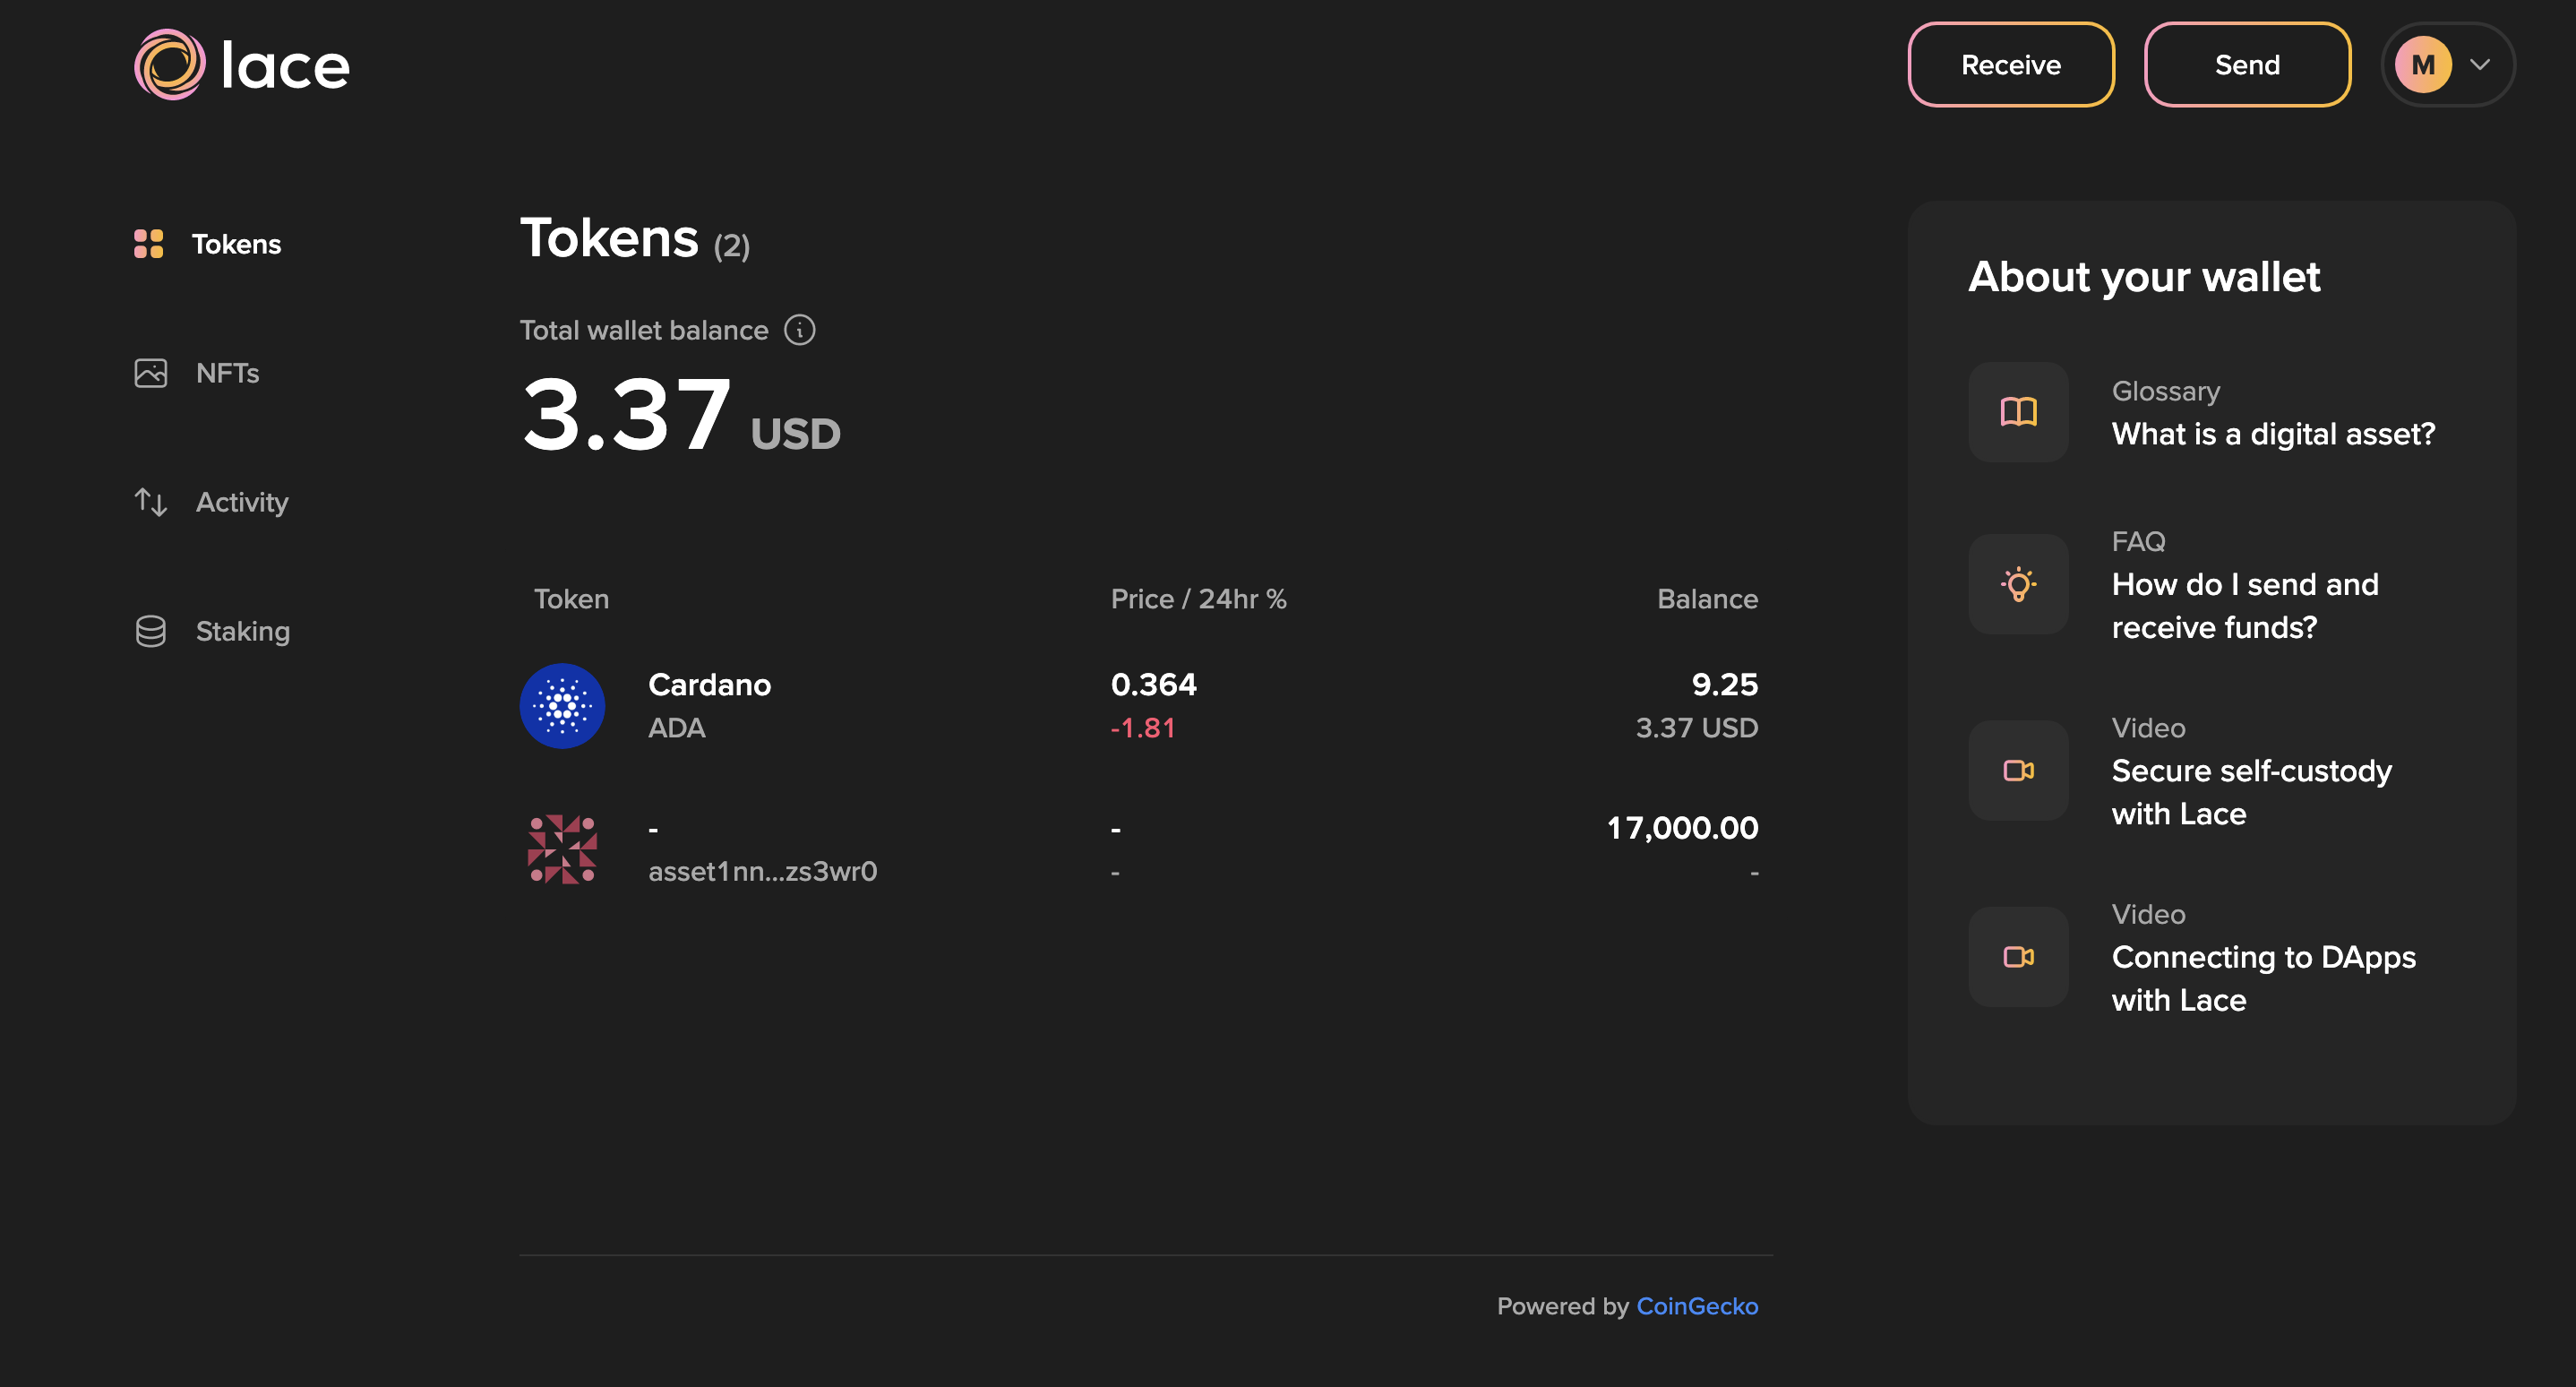 lace
Receive
Send
M
Tokens
NFTs
Activity
Staking
Tokens (2)
Total wallet balance
3.37 USD
Token
Price / 24hr %
Balance
Cardano
0.364
9.25
ADA
-1.81
3.37 USD
-
-
17,000.00
asset1nn...zs3wr0
-
-
Powered by CoinGecko
About your wallet
Glossary
What is a digital asset?
FAQ
How do I send and
receive funds?
Video
Secure self-custody
with Lace
Video
Connecting to DApps
with Lace